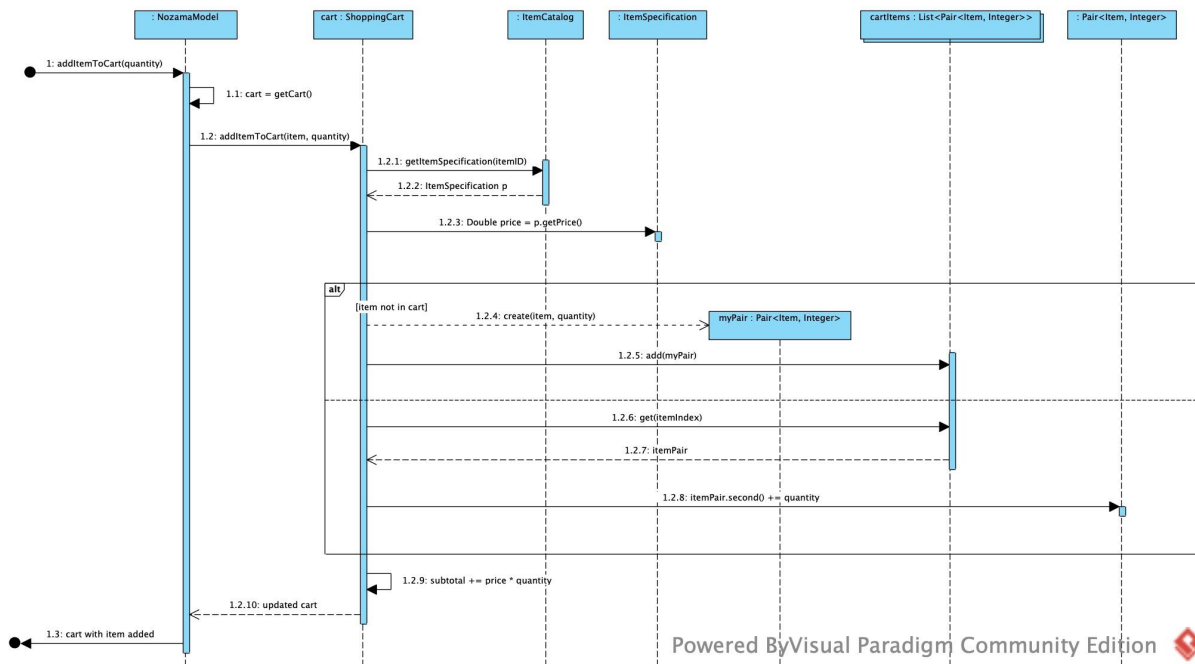 : NozamaModel
cart : ShoppingCart
: ItemCatalog
: ItemSpecification
cartItems : List<Pair<Item, Integer>>
: Pair<Item, Integer>
1: addItemToCart(quantity)
1.1: cart = getCart()
1.2: addItemToCart(item, quantity)
1.2.1: getItemSpecification(itemID)
1.2.2: ItemSpecification p
1.2.3: Double price = p.getPrice()
alt
[item not in cart]
1.2.4: create(item, quantity)
myPair : Pair<Item, Integer>
1.2.5: add(myPair)
1.2.6: get(itemIndex)
1.2.7: itemPair
1.2.8: itemPair.second() += quantity
1.2.9: subtotal += price * quantity
1.2.10: updated cart
1.3: cart with item added
Powered ByVisual Paradigm Community Edition